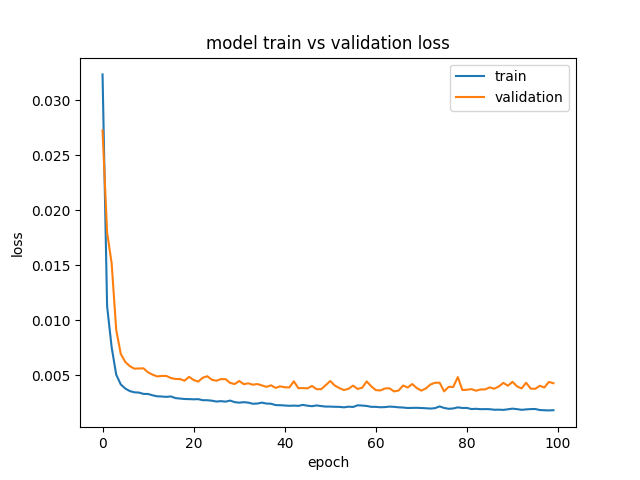 model train vs validation loss
train
validation
0.030
0.025
0.020
0.015
0.010
0.005
loss
0 20 40 60 80 100
epoch